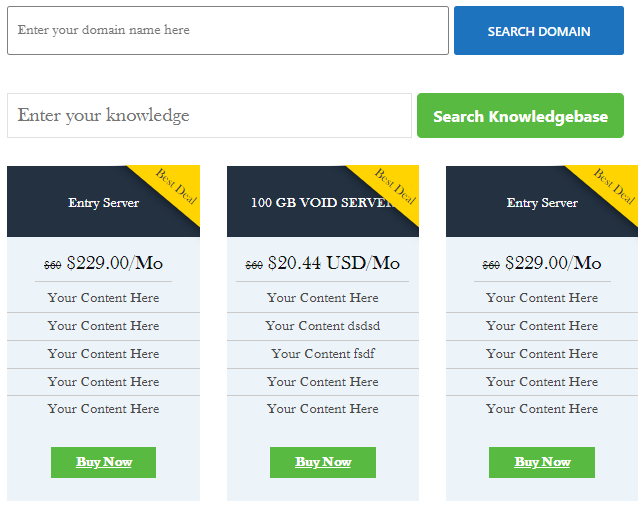 Enter your domain name here
SEARCH DOMAIN
Enter your knowledge
Search Knowledgebase
Best Deal
Entry Server
$60 $229.00/Mo
Your Content Here
Your Content Here
Your Content Here
Your Content Here
Your Content Here
Buy Now
Best Deal
100 GB VOID SERVER
$60 $20.44 USD/Mo
Your Content Here
Your Content dsdsd
Your Content fsdf
Your Content Here
Your Content Here
Buy Now
Best Deal
Entry Server
$60 $229.00/Mo
Your Content Here
Your Content Here
Your Content Here
Your Content Here
Your Content Here
Buy Now